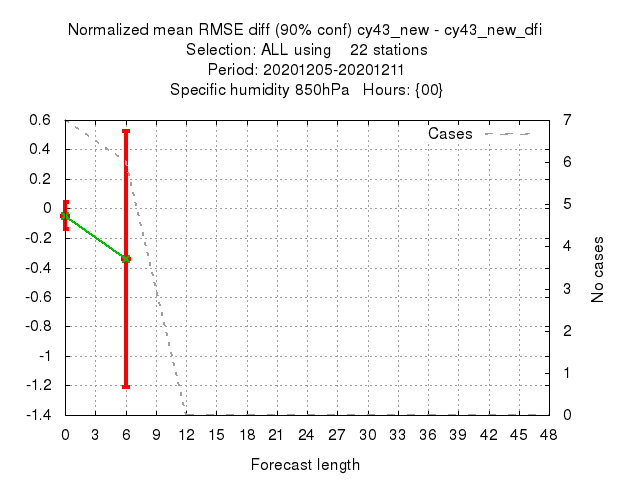 Normalized mean RMSE diff (90% conf) cy43_new - cy43_new_dfi
Selection: ALL using    22 stations
Period: 20201205-20201211
Specific humidity 850hPa   Hours: {00}
Cases
0.6
0.4
0.2
0
-0.2
-0.4
-0.6
-0.8
-1
-1.2
-1.4
7
6
5
4
3
2
1
0
No cases
0 3 6 9 12 15 18 21 24 27 30 33 36 39 42 45 48
Forecast length